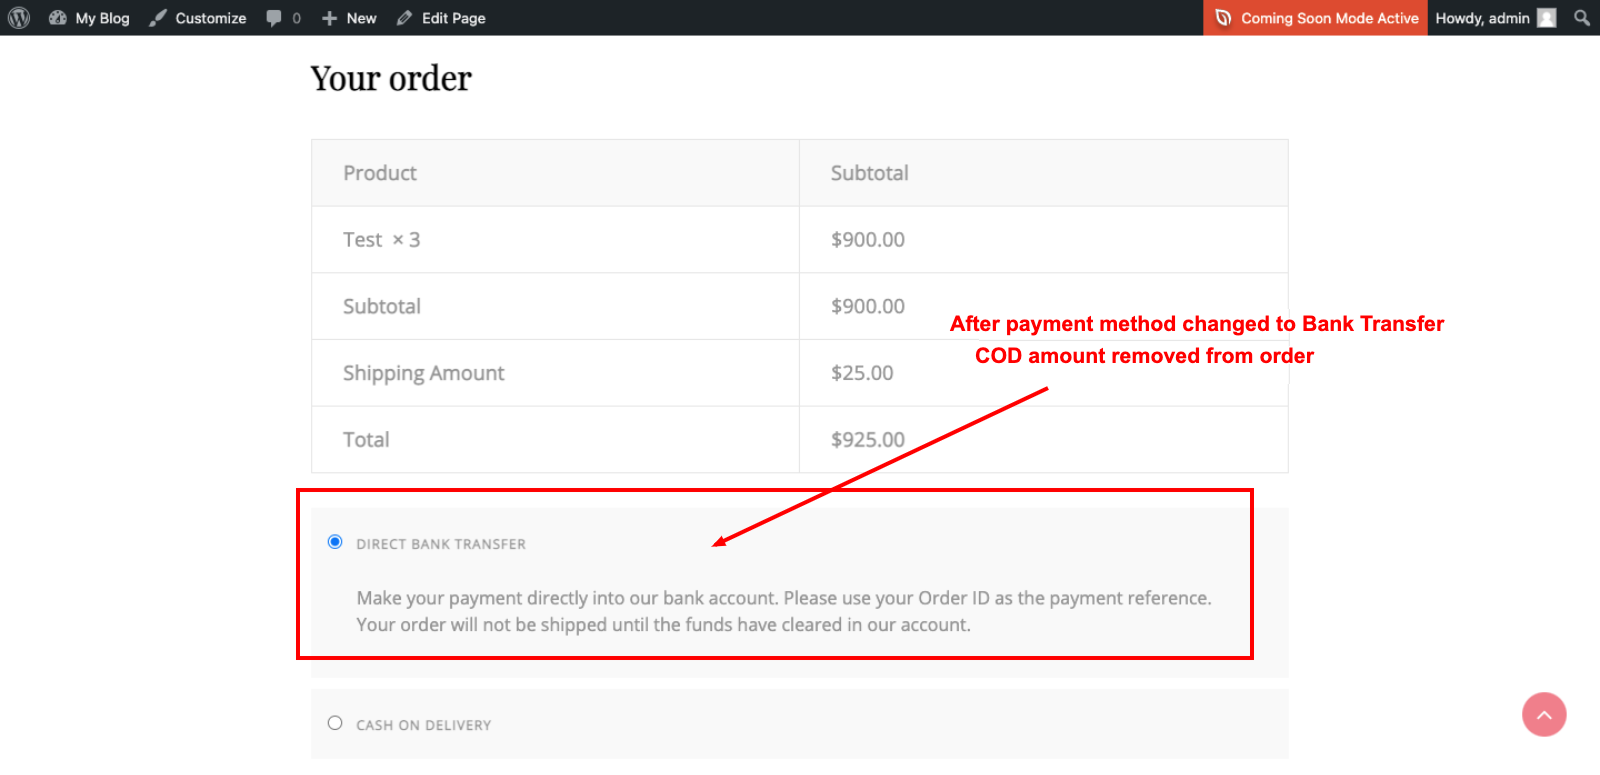 My Blog Customize 0 New Edit Page Coming Soon Mode Active Howdy, admin
Your order
Product Subtotal
Test × 3 $900.00
Subtotal $900.00
After payment method changed to Bank Transfer
COD amount removed from order
Shipping Amount $25.00
Total $925.00
DIRECT BANK TRANSFER
Make your payment directly into our bank account. Please use your Order ID as the payment reference.
Your order will not be shipped until the funds have cleared in our account.
CASH ON DELIVERY